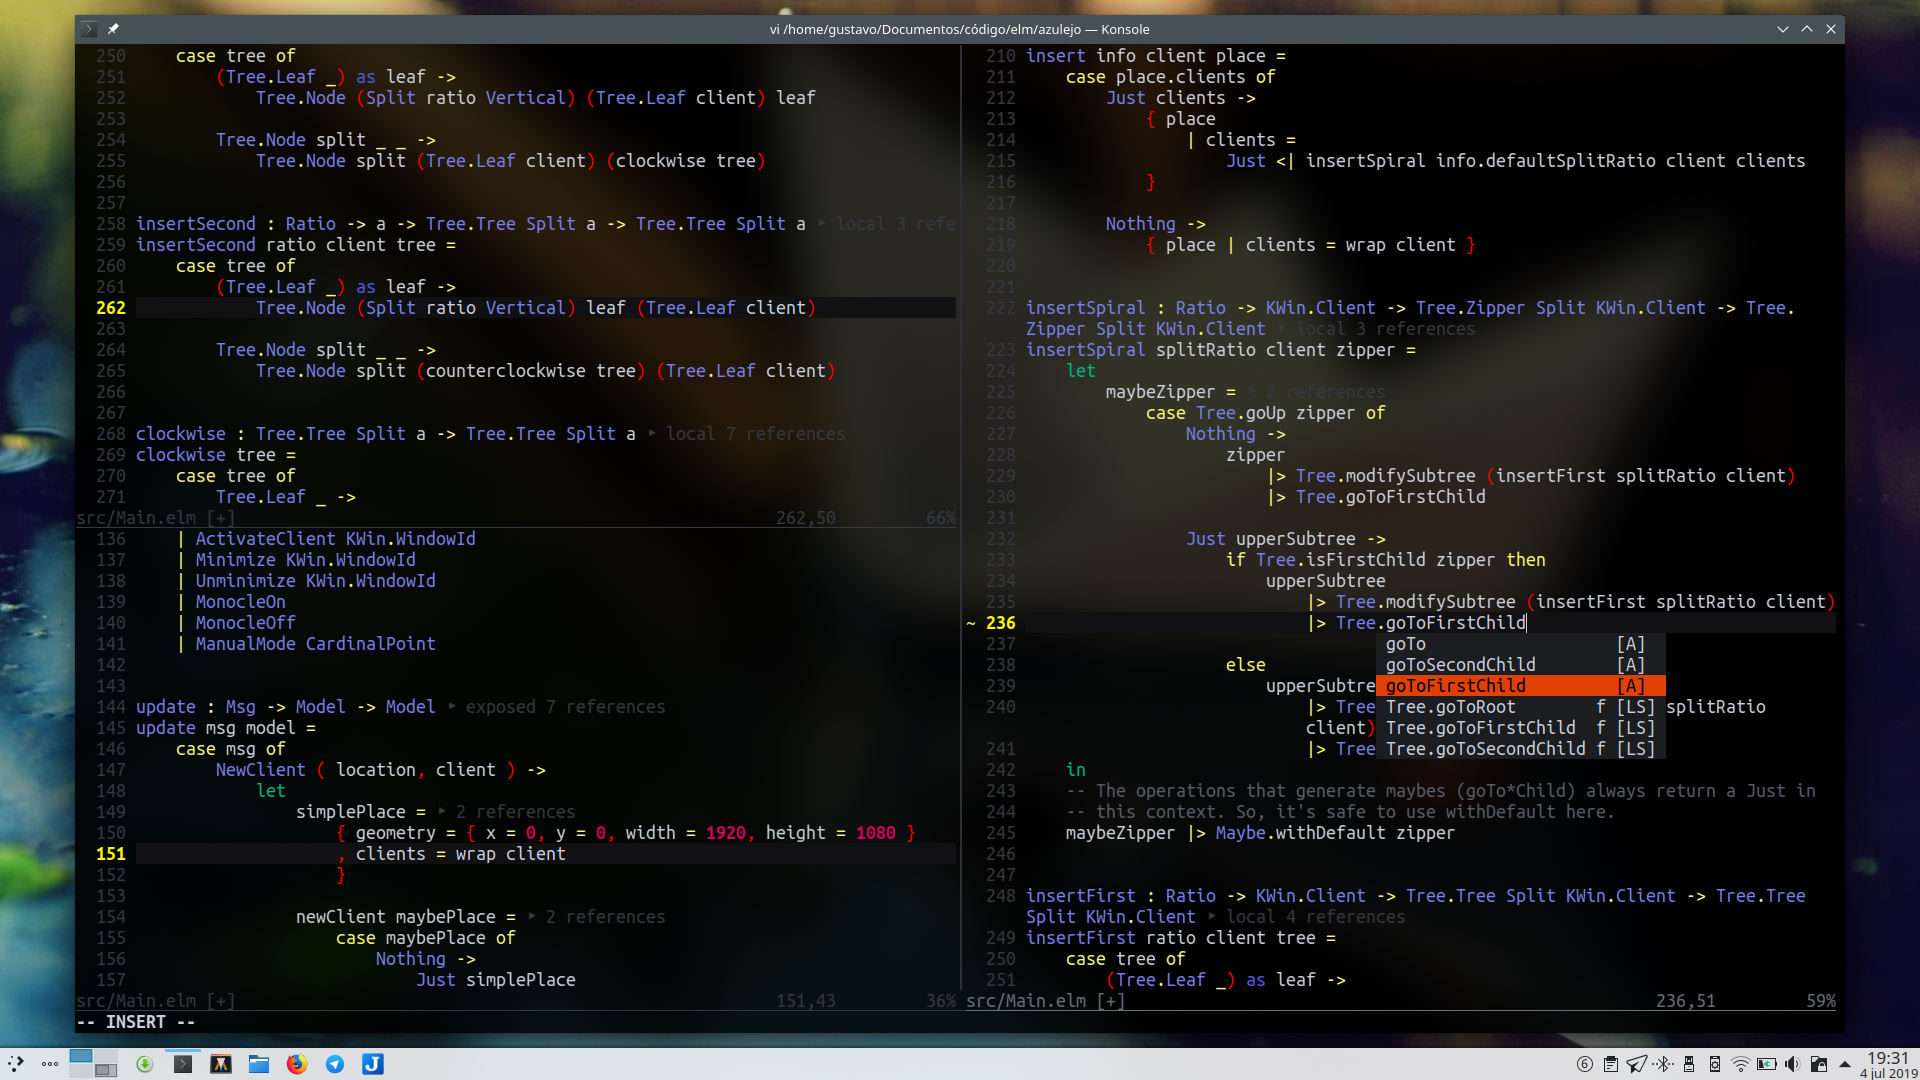 vi /home/gustavo/Documentos/código/elm/azulejo — Konsole
250     case tree of
251         (Tree.Leaf _) as leaf ->
252             Tree.Node (Split ratio Vertical) (Tree.Leaf client) leaf
253
254         Tree.Node split _ _ ->
255             Tree.Node split (Tree.Leaf client) (clockwise tree)
256
257
258 insertSecond : Ratio -> a -> Tree.Tree Split a -> Tree.Tree Split a ‣ local 3 refe
259 insertSecond ratio client tree =
260     case tree of
261         (Tree.Leaf _) as leaf ->
262             Tree.Node (Split ratio Vertical) leaf (Tree.Leaf client)
263
264         Tree.Node split _ _ ->
265             Tree.Node split (counterclockwise tree) (Tree.Leaf client)
266
267
268 clockwise : Tree.Tree Split a -> Tree.Tree Split a ‣ local 7 references
269 clockwise tree =
270     case tree of
271         Tree.Leaf _ ->
src/Main.elm [+] 262,50 66%
136     | ActivateClient KWin.WindowId
137     | Minimize KWin.WindowId
138     | Unminimize KWin.WindowId
139     | MonocleOn
140     | MonocleOff
141     | ManualMode CardinalPoint
142
143
144 update : Msg -> Model -> Model ‣ exposed 7 references
145 update msg model =
146     case msg of
147         NewClient ( location, client ) ->
148             let
149                 simplePlace = ‣ 2 references
150                     { geometry = { x = 0, y = 0, width = 1920, height = 1080 }
151                     , clients = wrap client
152                     }
153
154                 newClient maybePlace = ‣ 2 references
155                     case maybePlace of
156                         Nothing ->
157                             Just simplePlace
src/Main.elm [+] 151,43 36%
-- INSERT --
210 insert info client place =
211     case place.clients of
212         Just clients ->
213             { place
214                 | clients =
215                     Just <| insertSpiral info.defaultSplitRatio client clients
216             }
217
218         Nothing ->
219             { place | clients = wrap client }
220
221
222 insertSpiral : Ratio -> KWin.Client -> Tree.Zipper Split KWin.Client -> Tree.
Zipper Split KWin.Client ‣ local 3 references
223 insertSpiral splitRatio client zipper =
224     let
225         maybeZipper = ‣ 2 references
226             case Tree.goUp zipper of
227                 Nothing ->
228                     zipper
229                         |> Tree.modifySubtree (insertFirst splitRatio client)
230                         |> Tree.goToFirstChild
231
232                 Just upperSubtree ->
233                     if Tree.isFirstChild zipper then
234                         upperSubtree
235                             |> Tree.modifySubtree (insertFirst splitRatio client)
~ 236                             |> Tree.goToFirstChild
237 goTo [A]
238                     else goToSecondChild [A]
239                         upperSubtre goToFirstChild [A]
240                             |> Tree Tree.goToRoot f [LS] splitRatio
client) Tree.goToFirstChild f [LS]
241                             |> Tree Tree.goToSecondChild f [LS]
242     in
243     -- The operations that generate maybes (goTo*Child) always return a Just in
244     -- this context. So, it's safe to use withDefault here.
245     maybeZipper |> Maybe.withDefault zipper
246
247
248 insertFirst : Ratio -> KWin.Client -> Tree.Tree Split KWin.Client -> Tree.Tree
Split KWin.Client ‣ local 4 references
249 insertFirst ratio client tree =
250     case tree of
251         (Tree.Leaf _) as leaf ->
src/Main.elm [+] 236,51 59%
6
19:31
4 jul 2019